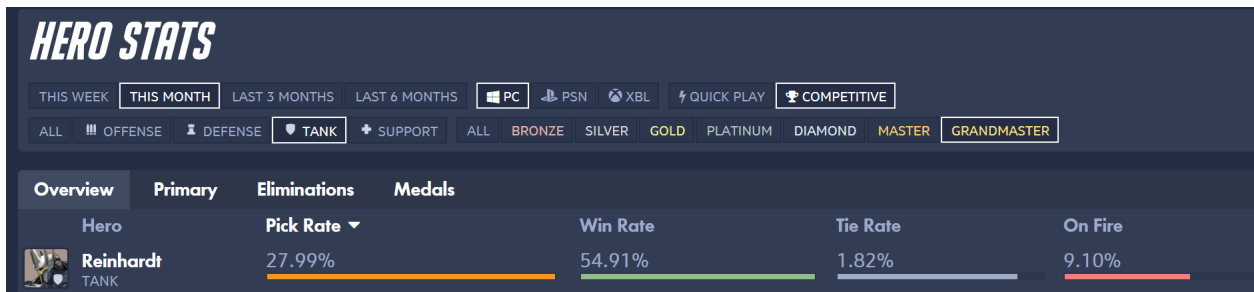 HERO STATS
THIS WEEK THIS MONTH LAST 3 MONTHS LAST 6 MONTHS PC PSN XBL QUICK PLAY COMPETITIVE
ALL OFFENSE DEFENSE TANK SUPPORT ALL BRONZE SILVER GOLD PLATINUM DIAMOND MASTER GRANDMASTER
Overview Primary Eliminations Medals
Hero Pick Rate Win Rate Tie Rate On Fire
Reinhardt 27.99% 54.91% 1.82% 9.10%
TANK